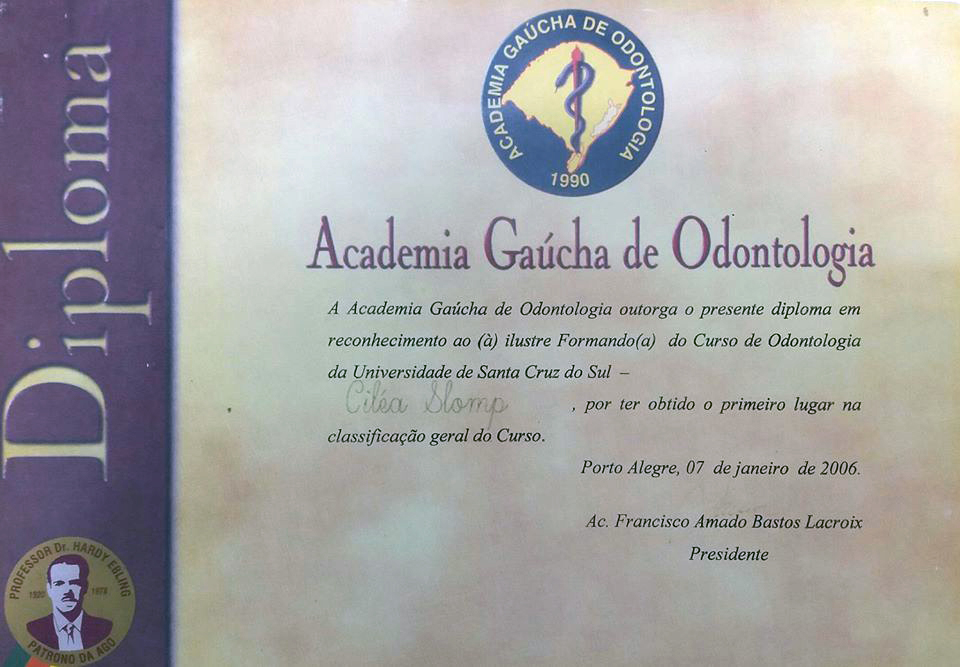 Diploma
ACADEMIA GAÚCHA DE ODONTOLOGIA
1990
Academia Gaúcha de Odontologia
A Academia Gaúcha de Odontologia outorga o presente diploma em
reconhecimento ao (à) ilustre Formando(a) do Curso de Odontologia
da Universidade de Santa Cruz do Sul –
Ciléa Slomp , por ter obtido o primeiro lugar na
classificação geral do Curso.
Porto Alegre, 07 de janeiro de 2006.
Ac. Francisco Amado Bastos Lacroix
Presidente
PROFESSOR Dr. HARDY EBLING
1920 1978
PATRONO DA AGO